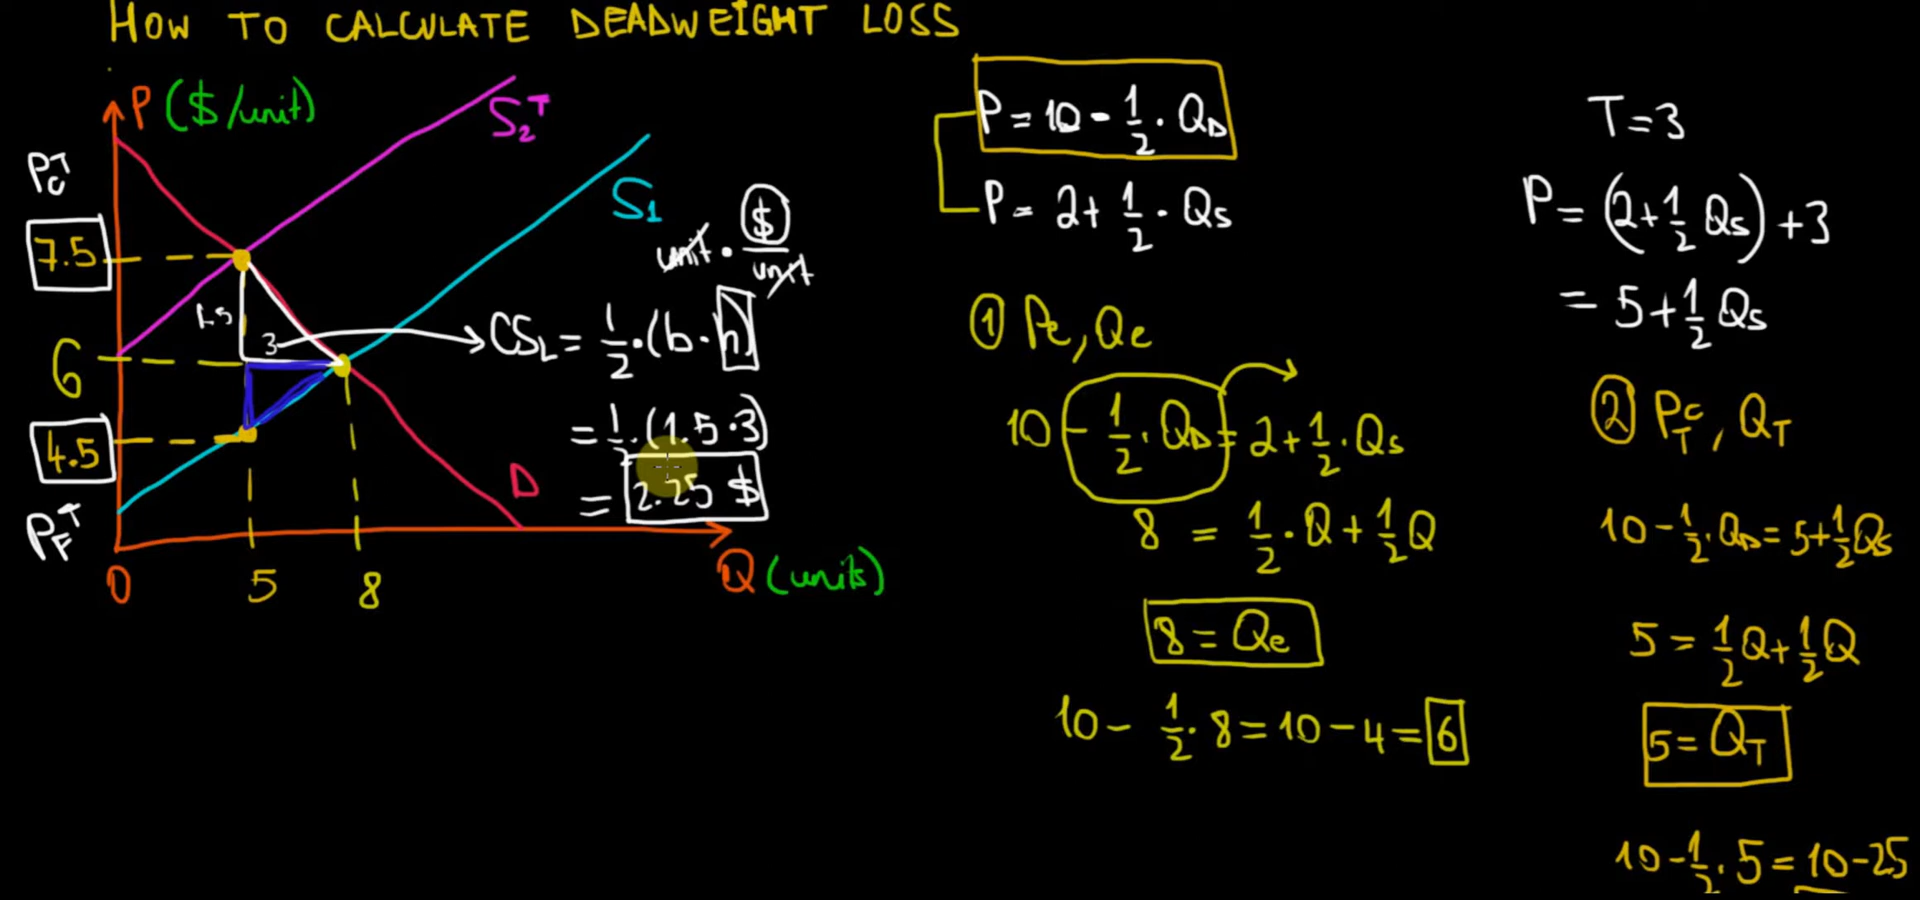 HOW TO CALCULATE DEADWEIGHT LOSS
P ($/unit)
S₂ᵀ
S₁
P_C^T
7.5
6
4.5
P_F^T
1.5
3
D
0
5
8
Q (units)
unit · $/unit
CS_L = 1/2 · (b · h)
= 1/2 · (1.5 · 3)
= 2.25 $
P = 10 - 1/2 · Q_D
P = 2 + 1/2 · Q_S
① Pe, Qe
10 - 1/2 · Q_D = 2 + 1/2 · Q_S
8 = 1/2 · Q + 1/2 Q
8 = Qe
10 - 1/2 · 8 = 10 - 4 = 6
T = 3
P = (2 + 1/2 Q_S) + 3
= 5 + 1/2 Q_S
② P_T^C, Q_T
10 - 1/2 · Q_D = 5 + 1/2 Q_S
5 = 1/2 Q + 1/2 Q
5 = Q_T
10 - 1/2 · 5 = 10 - 25